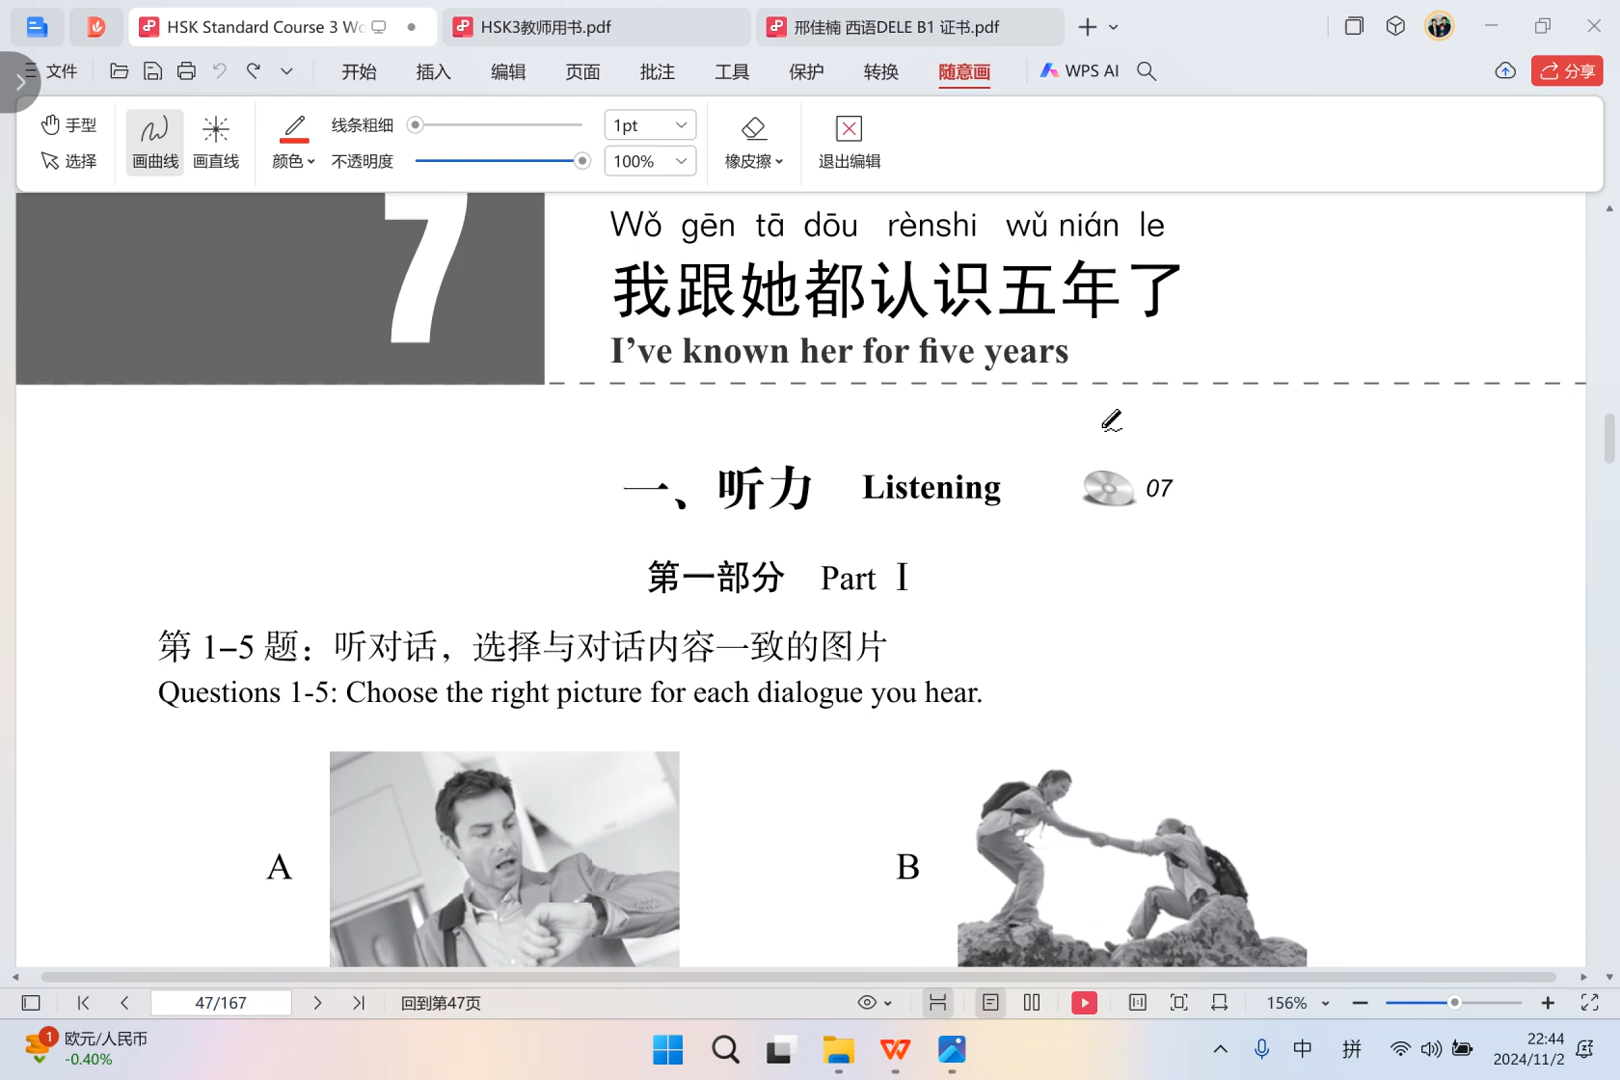 HSK Standard Course 3 Wo
HSK3教师用书.pdf
邢佳楠 西语DELE B1 证书.pdf
文件
开始
插入
编辑
页面
批注
工具
保护
转换
随意画
WPS AI
分享
手型
选择
画曲线
画直线
颜色
线条粗细
1pt
不透明度
100%
橡皮擦
退出编辑
7
Wǒ gēn tā dōu rènshi wǔ nián le
我跟她都认识五年了
I've known her for five years
一、听力 Listening 07
第一部分 Part I
第 1–5 题：听对话，选择与对话内容一致的图片
Questions 1-5: Choose the right picture for each dialogue you hear.
A
B
47/167
回到第47页
156%
1
欧元/人民币
-0.40%
中
拼
22:44
2024/11/2